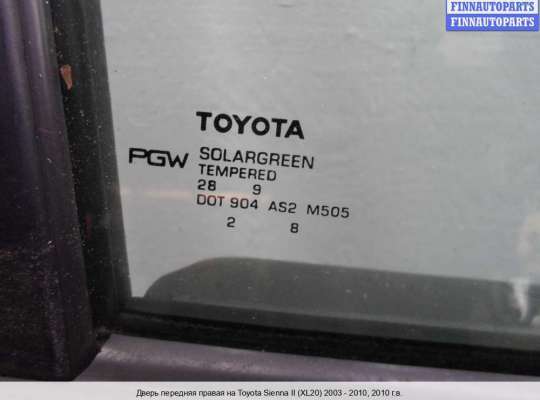 FINNAUTOPARTS
FINNAUTOPARTS
TOYOTA
PGW SOLARGREEN
TEMPERED
28 9
DOT 904 AS2 M505
2 8
Дверь передняя правая на Toyota Sienna II (XL20) 2003 - 2010, 2010 г.в.